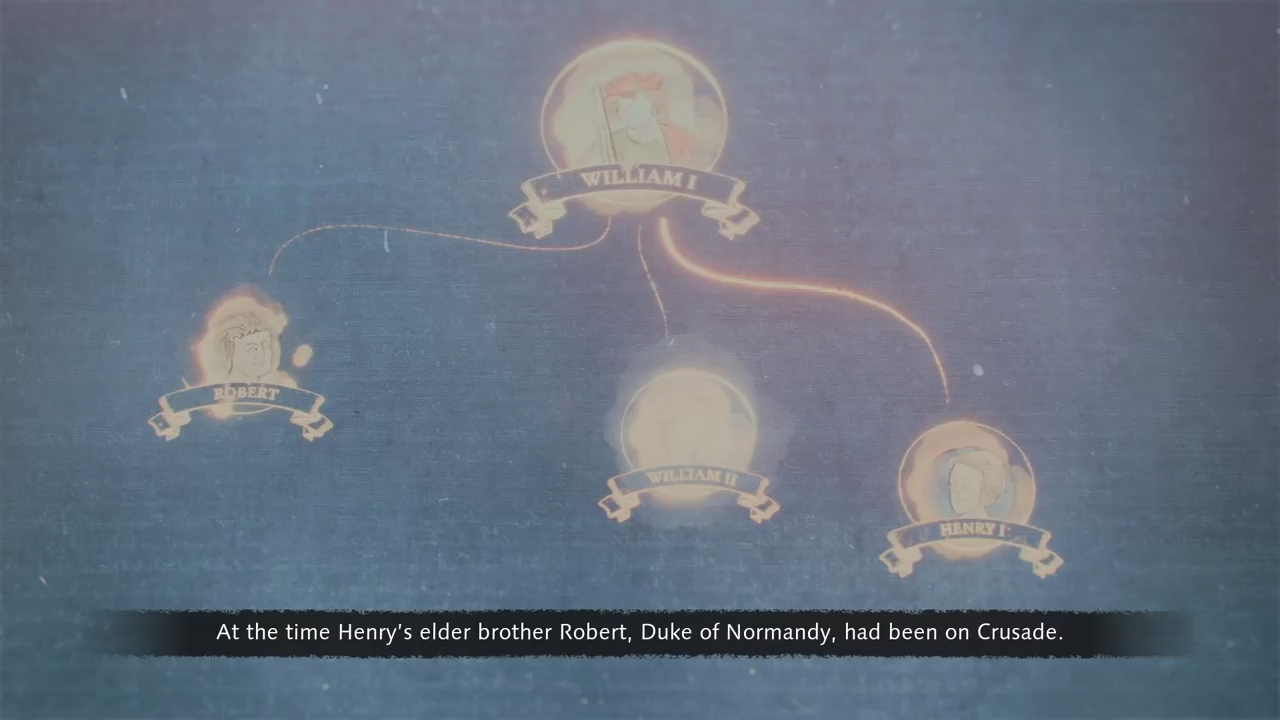 WILLIAM I
ROBERT
WILLIAM II
HENRY I
At the time Henry's elder brother Robert, Duke of Normandy, had been on Crusade.